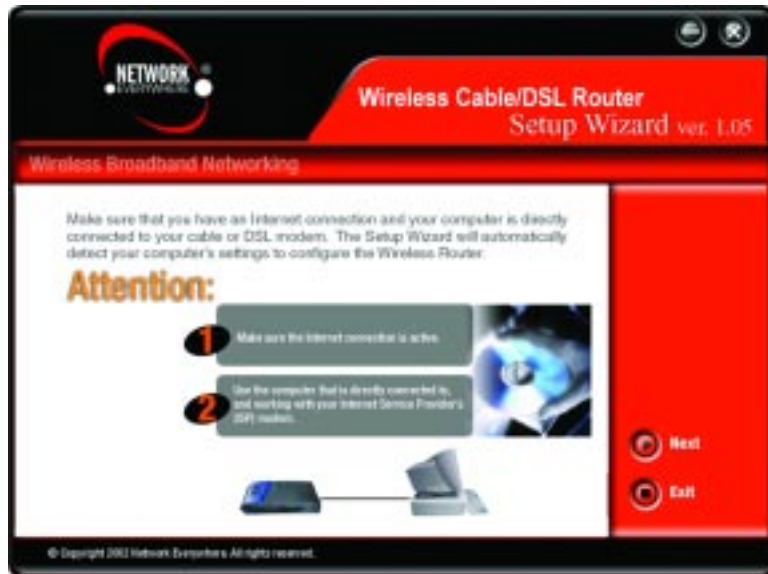 NETWORK
EVERYWHERE
®
Wireless Cable/DSL Router
Setup Wizard ver. 1.05
Wireless Broadband Networking
Make sure that you have an Internet connection and your computer is directly
connected to your cable or DSL modem. The Setup Wizard will automatically
detect your computer's settings to configure the Wireless Router.
Attention:
1
Make sure the Internet connection is active.
2
Use the computer that is directly connected to,
and working with your Internet Service Provider's
(ISP) modem.
Next
Exit
© Copyright 2002 Network Everywhere. All rights reserved.